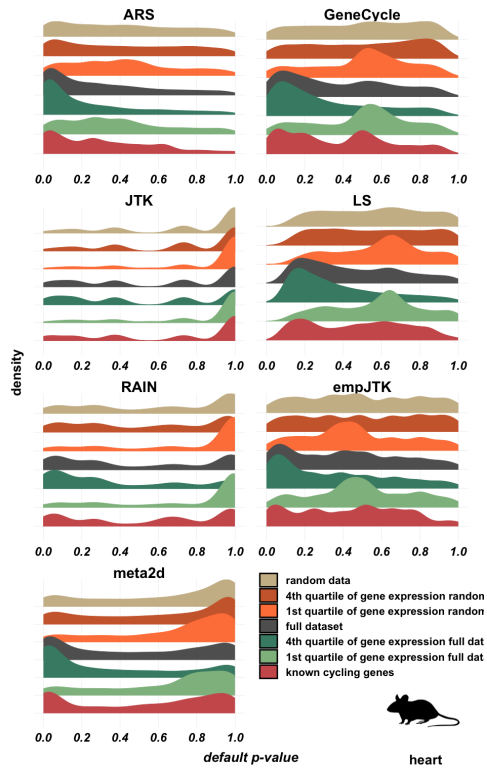 ARS
GeneCycle
0.0 0.2 0.4 0.6 0.8 1.0
0.0 0.2 0.4 0.6 0.8 1.0
JTK
LS
0.0 0.2 0.4 0.6 0.8 1.0
0.0 0.2 0.4 0.6 0.8 1.0
density
RAIN
empJTK
0.0 0.2 0.4 0.6 0.8 1.0
0.0 0.2 0.4 0.6 0.8 1.0
meta2d
0.0 0.2 0.4 0.6 0.8 1.0
default p-value
random data
4th quartile of gene expression random
1st quartile of gene expression random
full dataset
4th quartile of gene expression full dat
1st quartile of gene expression full dat
known cycling genes
heart